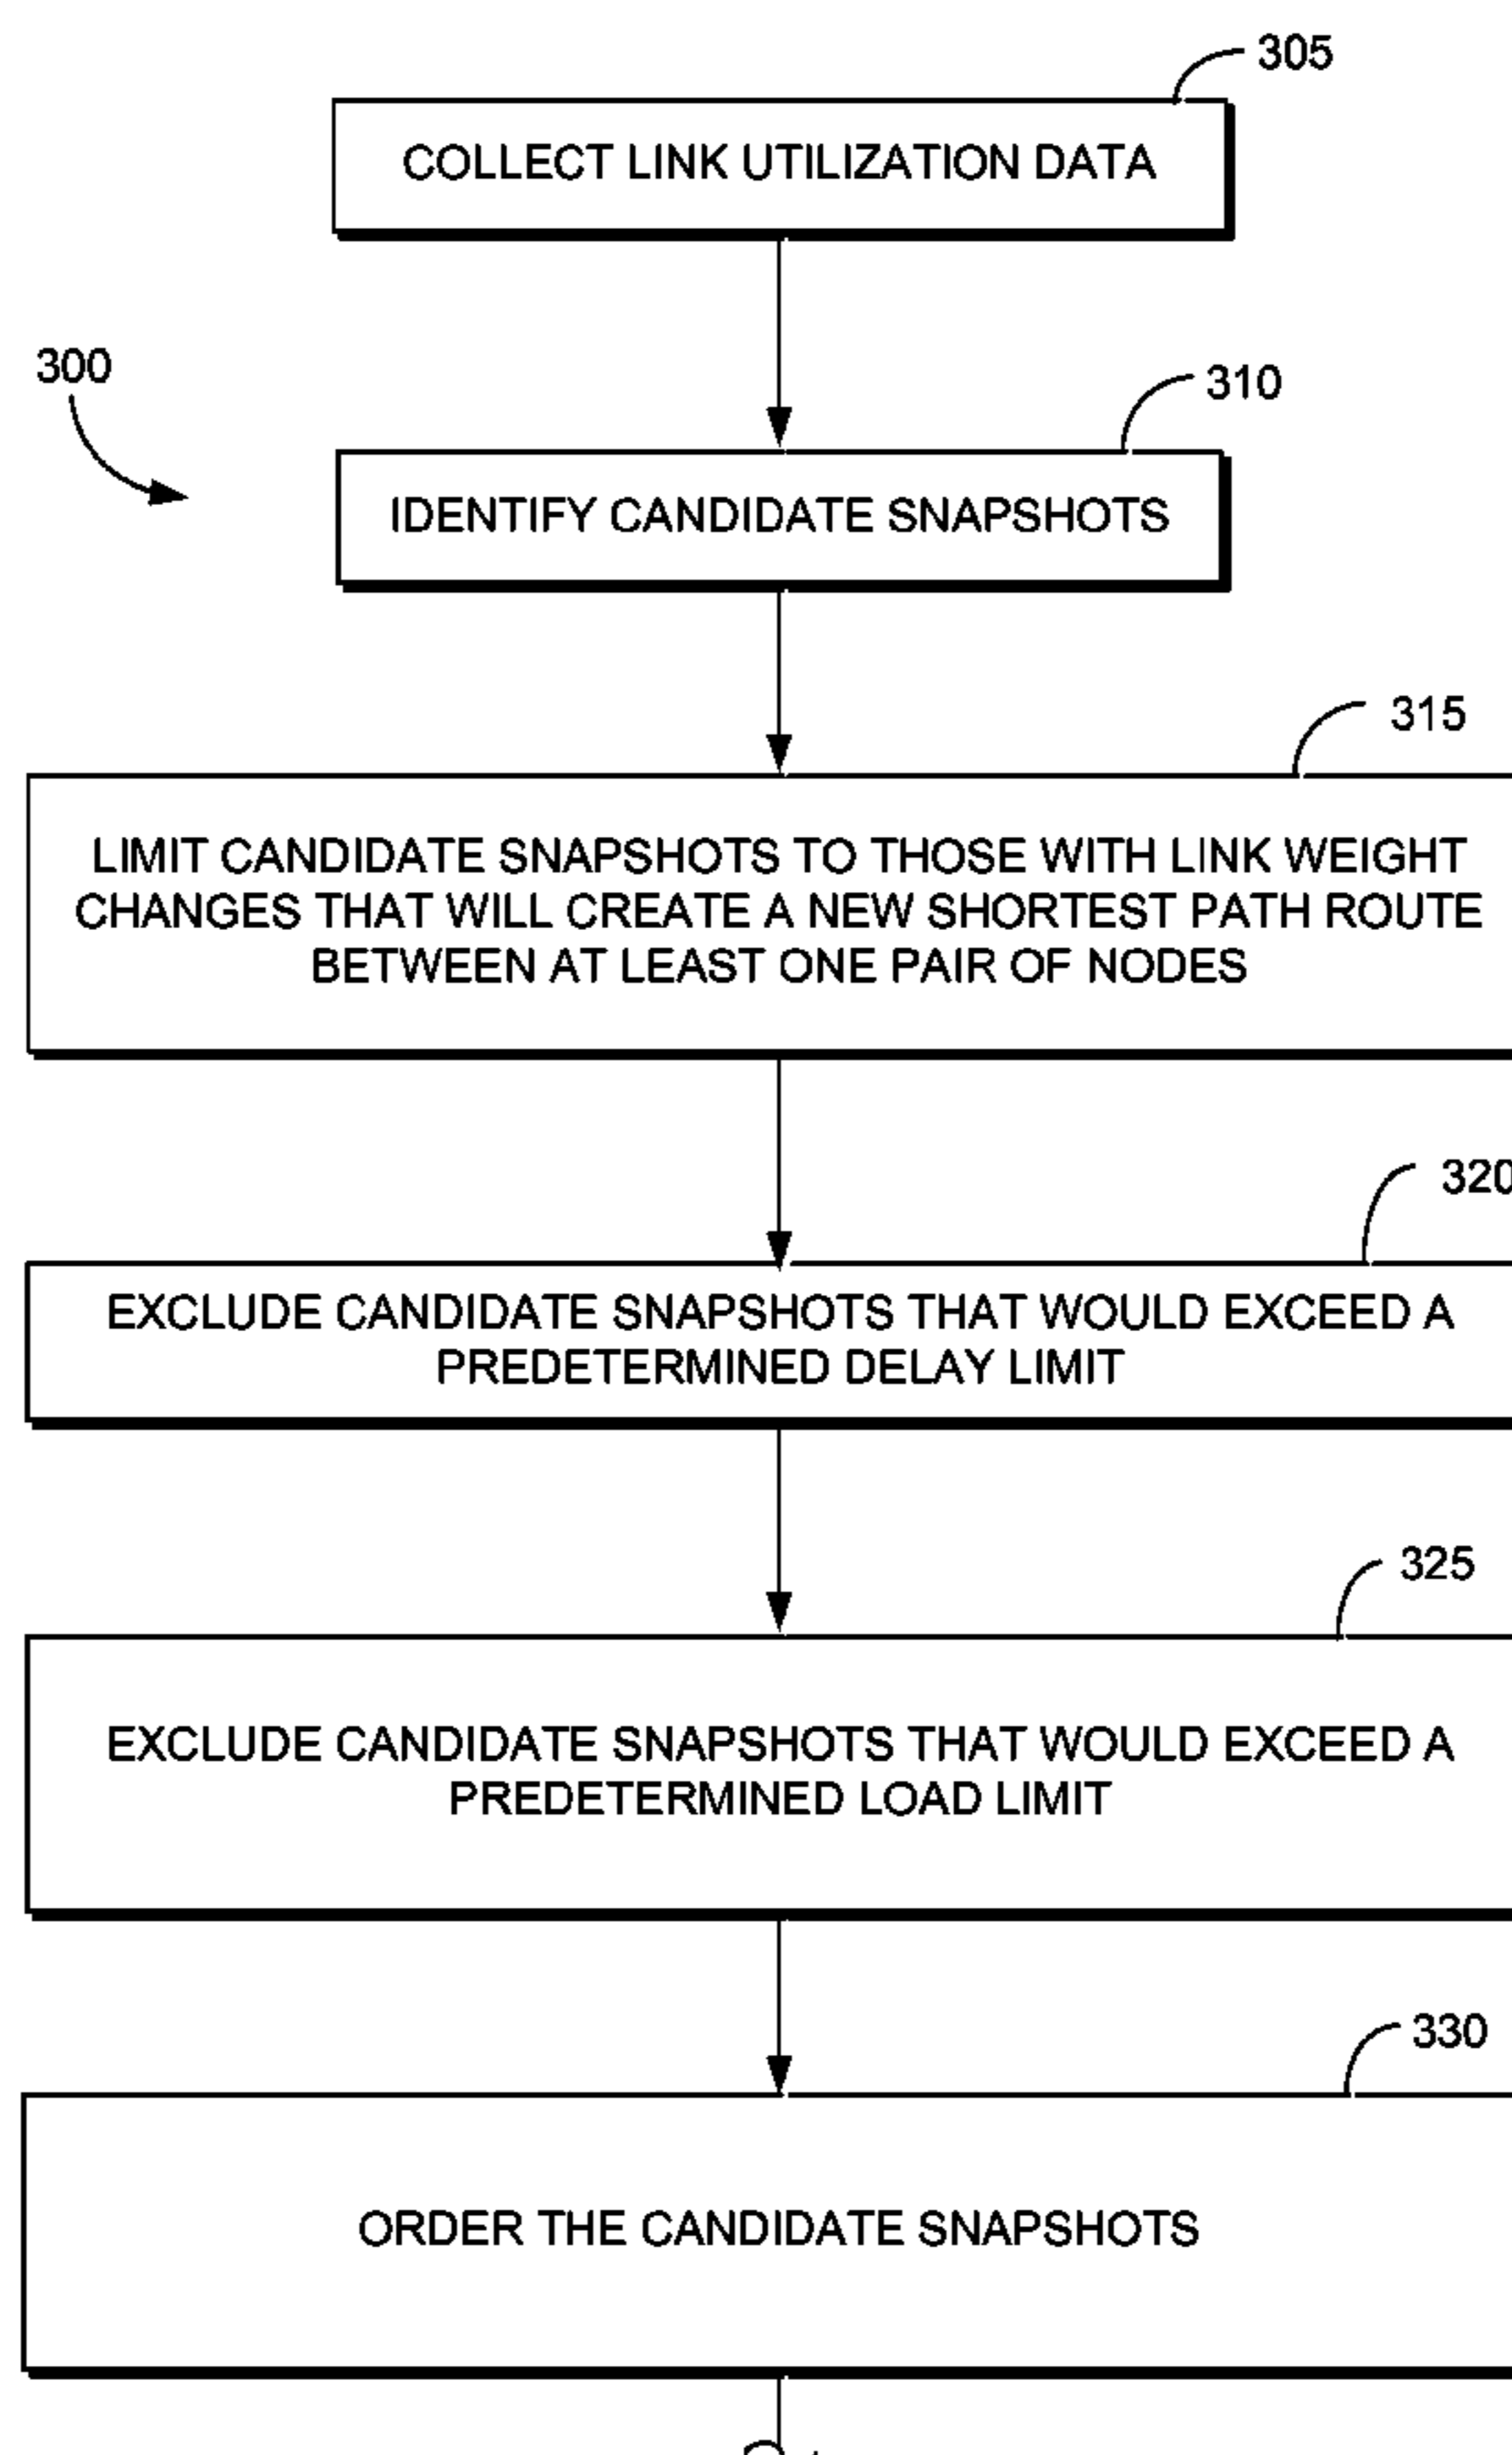 305
COLLECT LINK UTILIZATION DATA
300
310
IDENTIFY CANDIDATE SNAPSHOTS
315
LIMIT CANDIDATE SNAPSHOTS TO THOSE WITH LINK WEIGHT
CHANGES THAT WILL CREATE A NEW SHORTEST PATH ROUTE
BETWEEN AT LEAST ONE PAIR OF NODES
320
EXCLUDE CANDIDATE SNAPSHOTS THAT WOULD EXCEED A
PREDETERMINED DELAY LIMIT
325
EXCLUDE CANDIDATE SNAPSHOTS THAT WOULD EXCEED A
PREDETERMINED LOAD LIMIT
330
ORDER THE CANDIDATE SNAPSHOTS